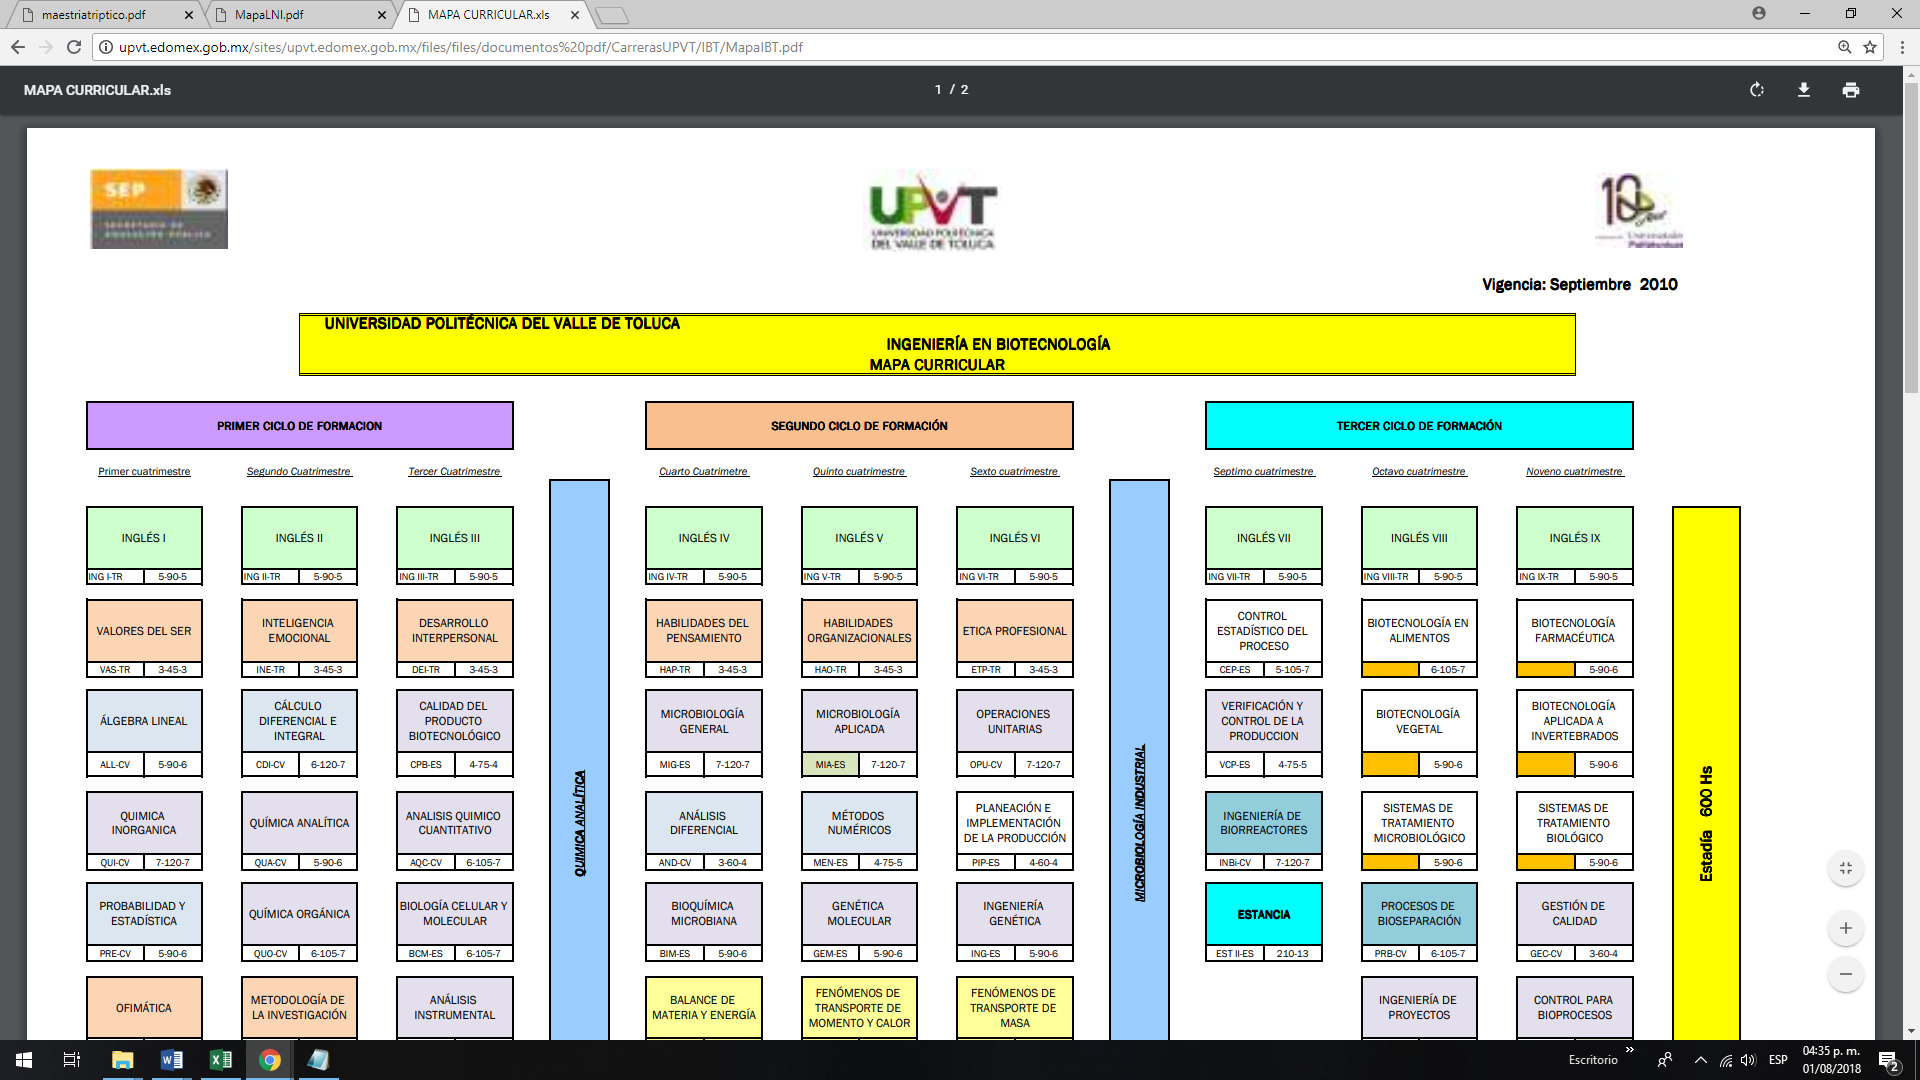 maestriatriptico.pdf
MapaLNI.pdf
MAPA CURRICULAR.xls
upvt.edomex.gob.mx/sites/upvt.edomex.gob.mx/files/files/documentos%20pdf/CarrerasUPVT/IBT/MapaIBT.pdf
MAPA CURRICULAR.xls
1 / 2
SEP
SECRETARÍA DE
EDUCACIÓN PÚBLICA
UPVT
UNIVERSIDAD POLITÉCNICA
DEL VALLE DE TOLUCA
10
Vigencia: Septiembre 2010
UNIVERSIDAD POLITÉCNICA DEL VALLE DE TOLUCA
INGENIERÍA EN BIOTECNOLOGÍA
MAPA CURRICULAR
PRIMER CICLO DE FORMACION
SEGUNDO CICLO DE FORMACIÓN
TERCER CICLO DE FORMACIÓN
Primer cuatrimestre
Segundo Cuatrimestre
Tercer Cuatrimestre
Cuarto Cuatrimetre
Quinto cuatrimestre
Sexto cuatrimestre
Septimo cuatrimestre
Octavo cuatrimestre
Noveno cuatrimestre
INGLÉS I
INGLÉS II
INGLÉS III
INGLÉS IV
INGLÉS V
INGLÉS VI
INGLÉS VII
INGLÉS VIII
INGLÉS IX
ING I-TR 5-90-5
ING II-TR 5-90-5
ING III-TR 5-90-5
ING IV-TR 5-90-5
ING V-TR 5-90-5
ING VI-TR 5-90-5
ING VII-TR 5-90-5
ING VIII-TR 5-90-5
ING IX-TR 5-90-5
VALORES DEL SER
INTELIGENCIA
EMOCIONAL
DESARROLLO
INTERPERSONAL
HABILIDADES DEL
PENSAMIENTO
HABILIDADES
ORGANIZACIONALES
ETICA PROFESIONAL
CONTROL
ESTADÍSTICO DEL
PROCESO
BIOTECNOLOGÍA EN
ALIMENTOS
BIOTECNOLOGÍA
FARMACÉUTICA
VAS-TR 3-45-3
INE-TR 3-45-3
DEI-TR 3-45-3
HAP-TR 3-45-3
HAO-TR 3-45-3
ETP-TR 3-45-3
CEP-ES 5-105-7
6-105-7
5-90-6
ÁLGEBRA LINEAL
CÁLCULO
DIFERENCIAL E
INTEGRAL
CALIDAD DEL
PRODUCTO
BIOTECNOLÓGICO
MICROBIOLOGÍA
GENERAL
MICROBIOLOGÍA
APLICADA
OPERACIONES
UNITARIAS
VERIFICACIÓN Y
CONTROL DE LA
PRODUCCION
BIOTECNOLOGÍA
VEGETAL
BIOTECNOLOGÍA
APLICADA A
INVERTEBRADOS
ALL-CV 5-90-6
CDI-CV 6-120-7
CPB-ES 4-75-4
MIG-ES 7-120-7
MIA-ES 7-120-7
OPU-CV 7-120-7
VCP-ES 4-75-5
5-90-6
5-90-6
QUIMICA
INORGANICA
QUÍMICA ANALÍTICA
ANALISIS QUIMICO
CUANTITATIVO
ANÁLISIS
DIFERENCIAL
MÉTODOS
NUMÉRICOS
PLANEACIÓN E
IMPLEMENTACIÓN
DE LA PRODUCCIÓN
INGENIERÍA DE
BIORREACTORES
SISTEMAS DE
TRATAMIENTO
MICROBIOLÓGICO
SISTEMAS DE
TRATAMIENTO
BIOLÓGICO
QUI-CV 7-120-7
QUA-CV 5-90-6
AQC-CV 6-105-7
AND-CV 3-60-4
MEN-ES 4-75-5
PIP-ES 4-60-4
INBi-CV 7-120-7
5-90-6
5-90-6
PROBABILIDAD Y
ESTADÍSTICA
QUÍMICA ORGÁNICA
BIOLOGÍA CELULAR Y
MOLECULAR
BIOQUÍMICA
MICROBIANA
GENÉTICA
MOLECULAR
INGENIERÍA
GENÉTICA
ESTANCIA
PROCESOS DE
BIOSEPARACIÓN
GESTIÓN DE
CALIDAD
PRE-CV 5-90-6
QUO-CV 6-105-7
BCM-ES 6-105-7
BIM-ES 5-90-6
GEM-ES 5-90-6
ING-ES 5-90-6
EST II-ES 210-13
PRB-CV 6-105-7
GEC-CV 3-60-4
OFIMÁTICA
METODOLOGÍA DE
LA INVESTIGACIÓN
ANÁLISIS
INSTRUMENTAL
BALANCE DE
MATERIA Y ENERGÍA
FENÓMENOS DE
TRANSPORTE DE
MOMENTO Y CALOR
FENÓMENOS DE
TRANSPORTE DE
MASA
INGENIERÍA DE
PROYECTOS
CONTROL PARA
BIOPROCESOS
QUIMICA ANALÍTICA
MICROBIOLOGÍA INDUSTRIAL
Estadía 600 Hs
Escritorio
ESP
04:35 p. m.
01/08/2018
2